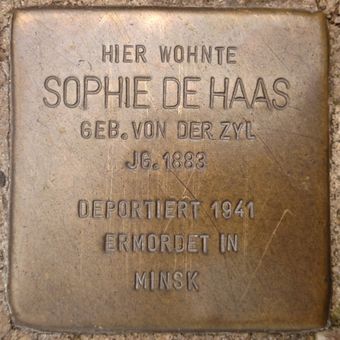 HIER WOHNTE
SOPHIE DE HAAS
GEB. VON DER ZYL
JG. 1883
DEPORTIERT 1941
ERMORDET IN
MINSK